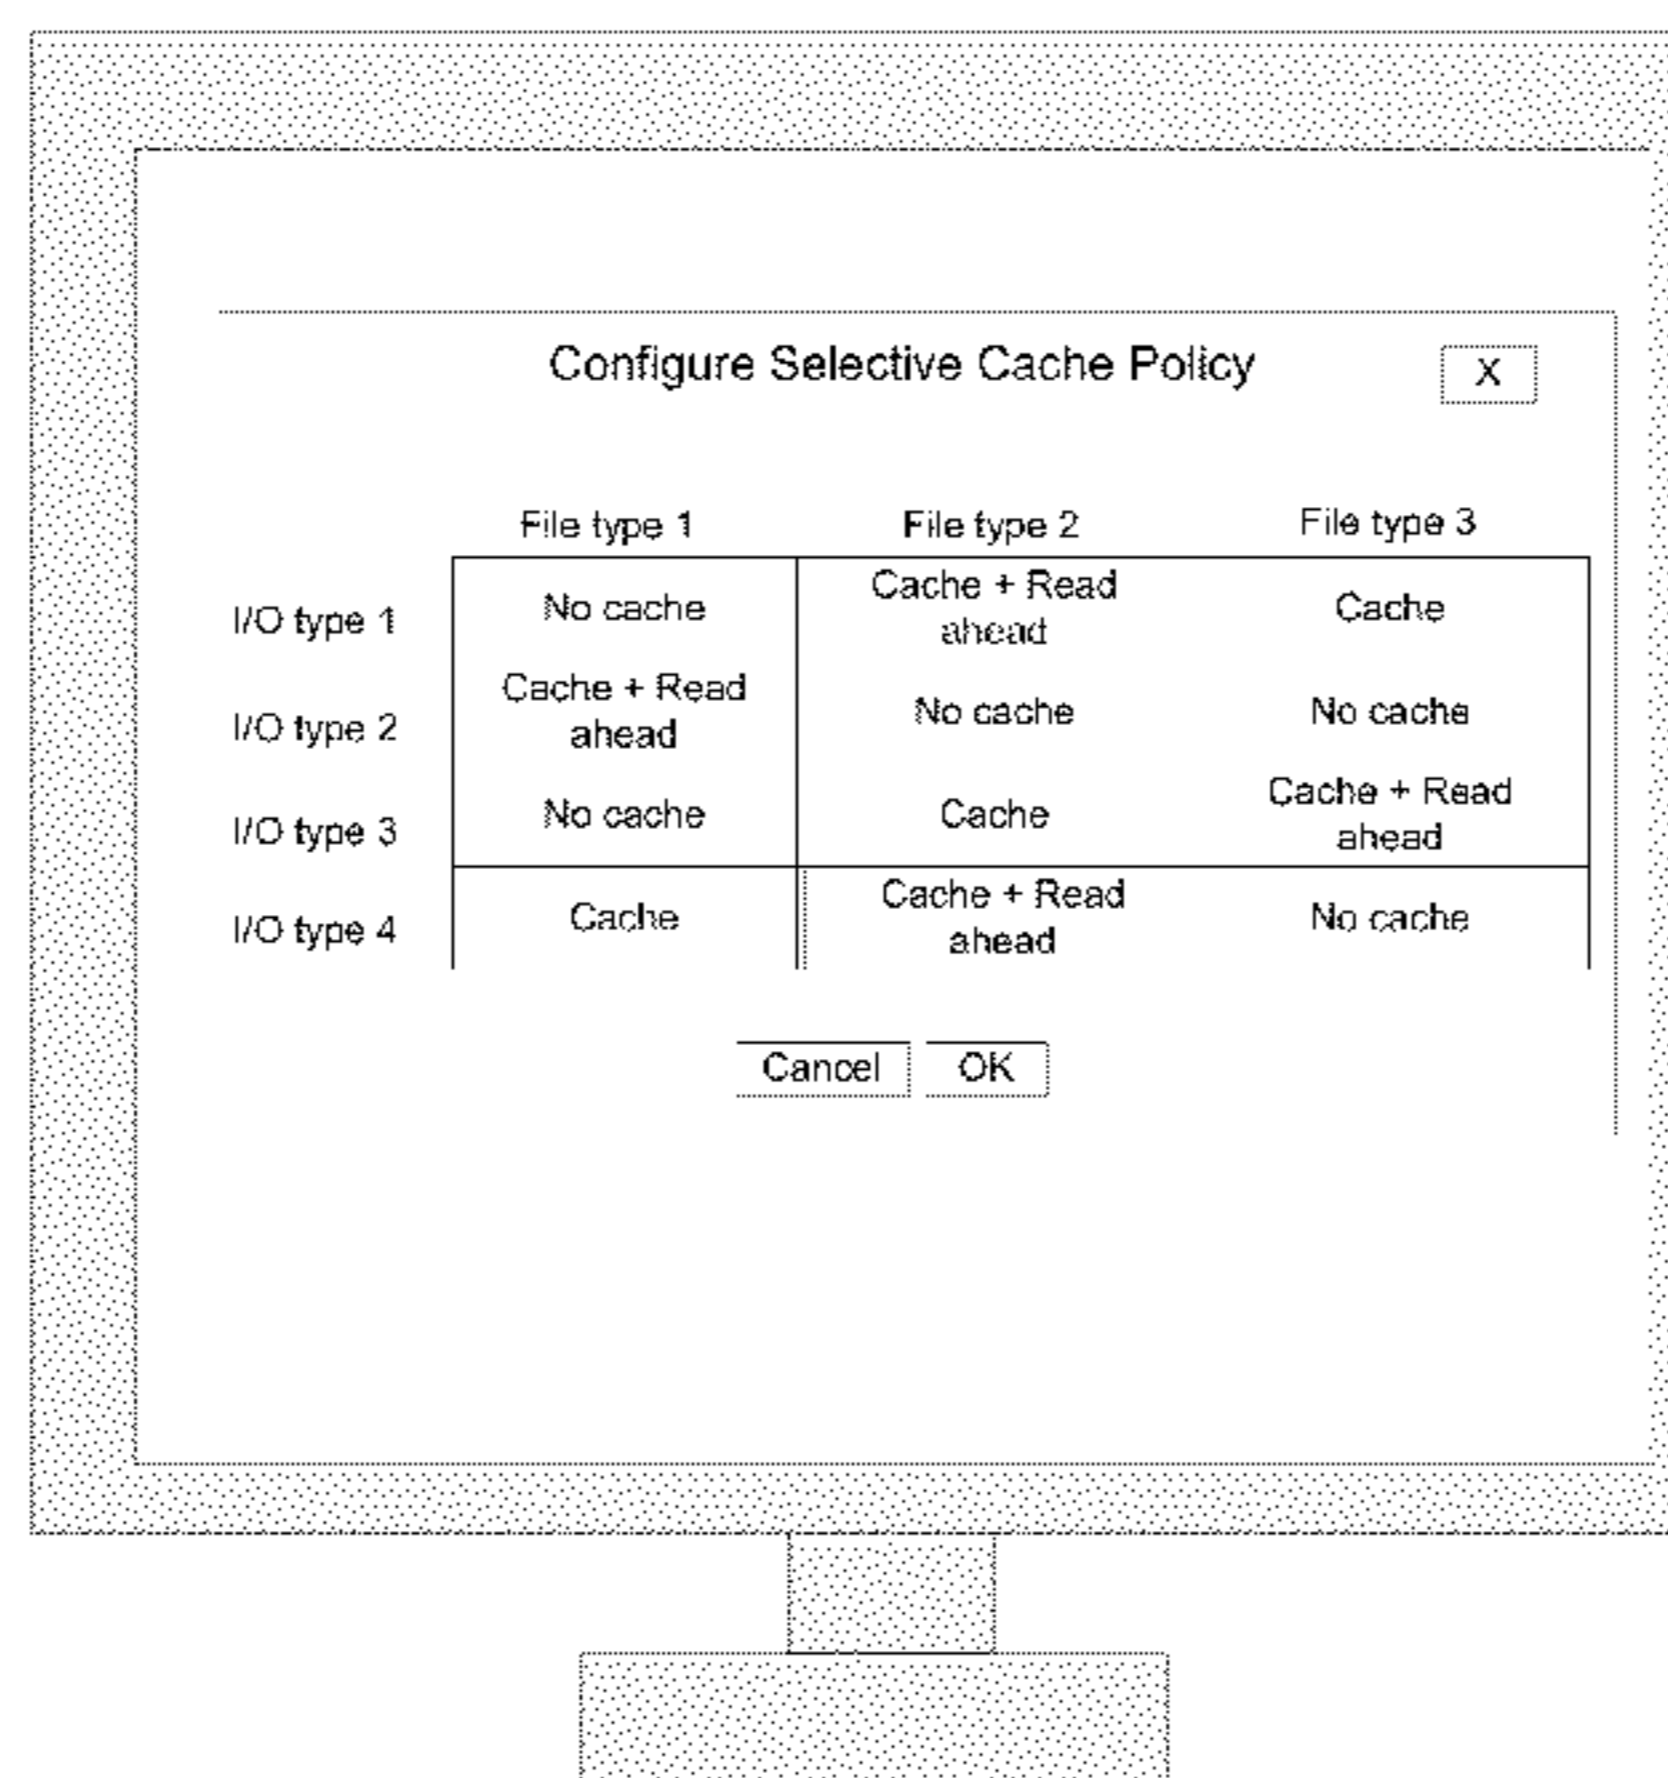 Configure Selective Cache Policy X
File type 1 File type 2 File type 3
I/O type 1 No cache Cache + Read ahead Cache
I/O type 2 Cache + Read ahead No cache No cache
I/O type 3 No cache Cache Cache + Read ahead
I/O type 4 Cache Cache + Read ahead No cache
Cancel OK